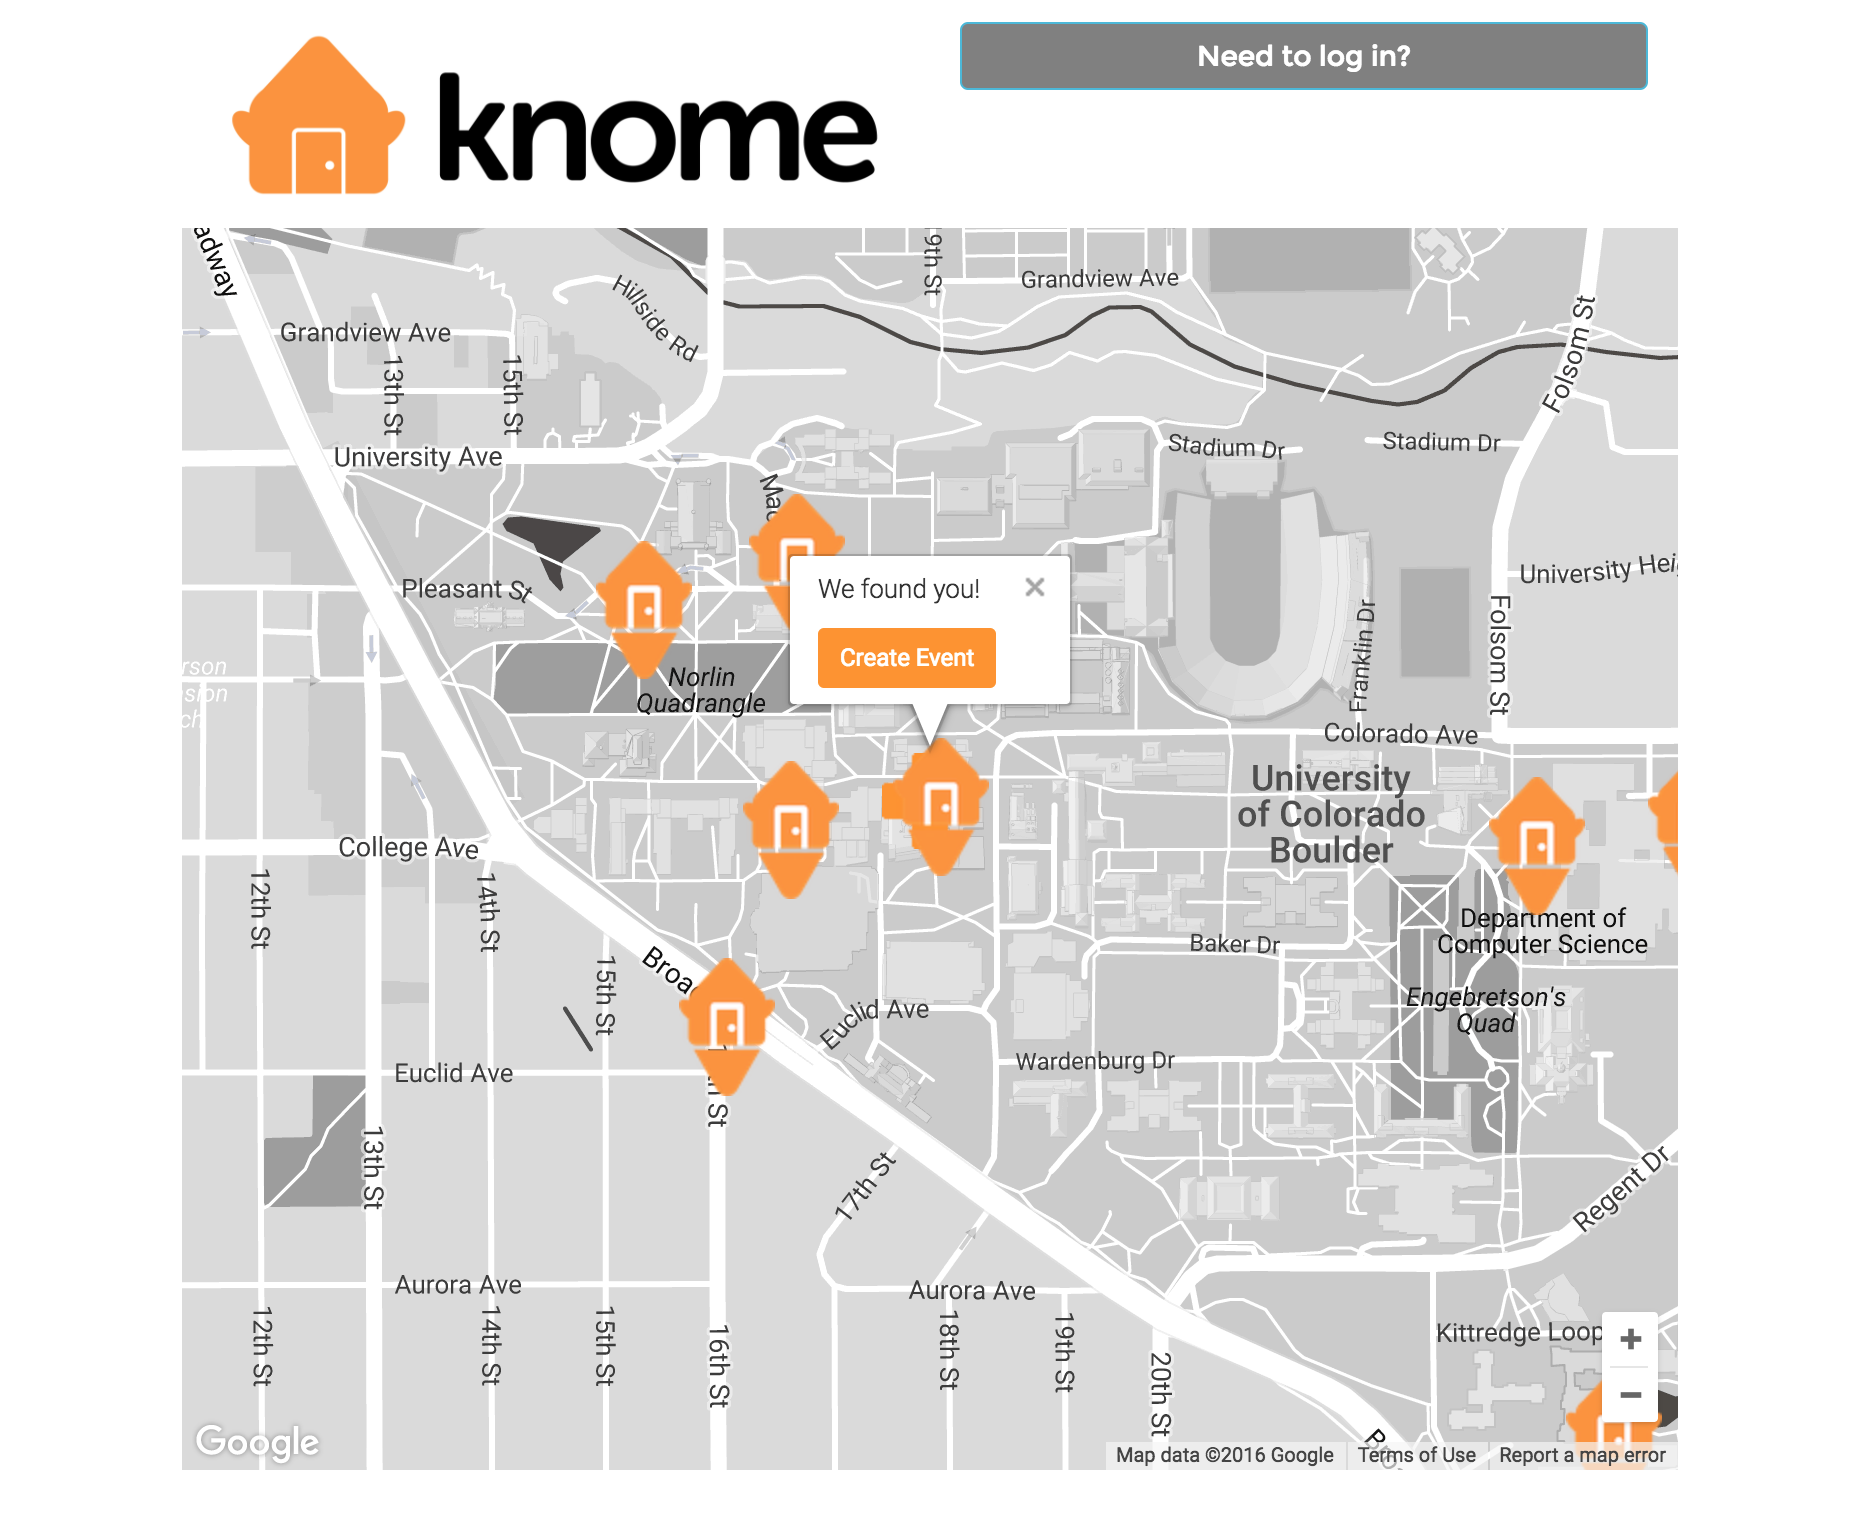 knome
Need to log in?
adway
Hillside Rd
9th St
Grandview Ave
Folsom St
Grandview Ave
13th St
15th St
University Ave
Stadium Dr
Stadium Dr
Pleasant St
We found you!
Create Event
University Hei
Folsom St
Franklin Dr
Norlin
Quadrangle
Colorado Ave
University
of Colorado
Boulder
College Ave
12th St
14th St
15th St
Department of
Computer Science
Baker Dr
Engebretson's
Quad
Euclid Ave
Wardenburg Dr
Euclid Ave
13th St
17th St
Regent Dr
Aurora Ave
Aurora Ave
12th St
14th St
15th St
16th St
18th St
19th St
20th St
Kittredge Loop
+
−
Google
Map data ©2016 Google
Terms of Use
Report a map error